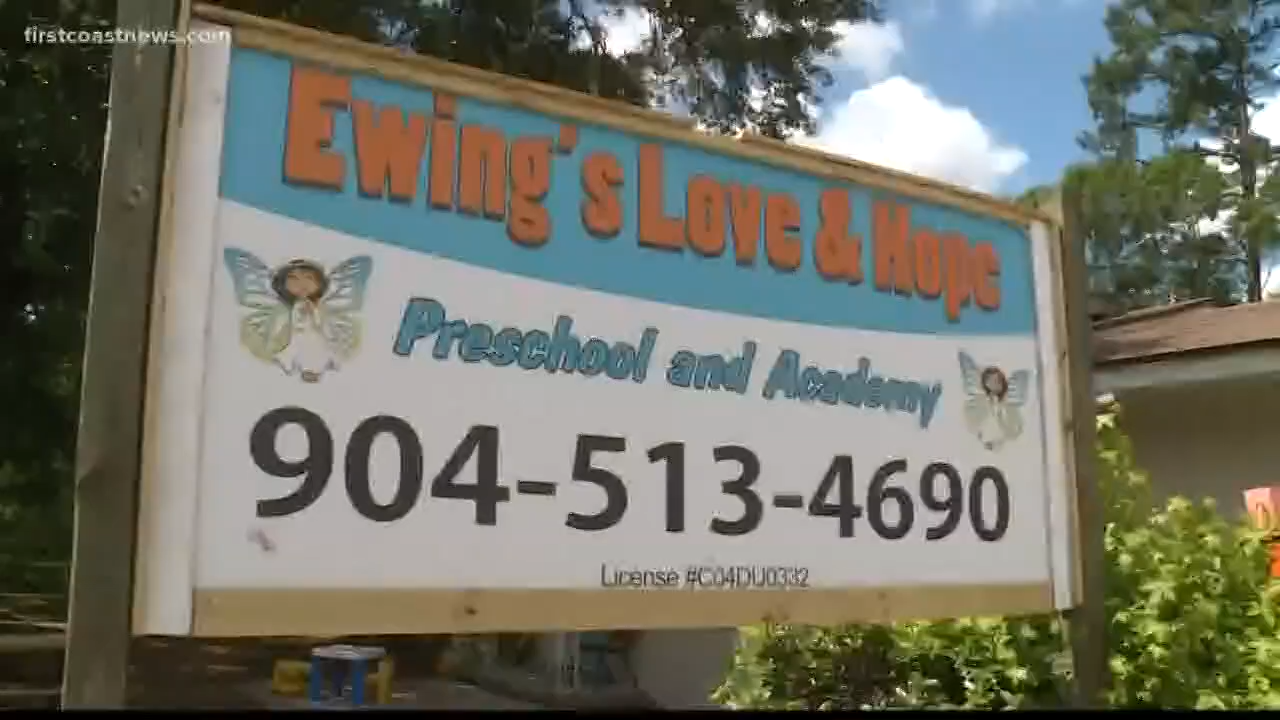 firstcoastnews.com
Ewing's Love & Hope
Preschool and Academy
904-513-4690
License #C04DU0332